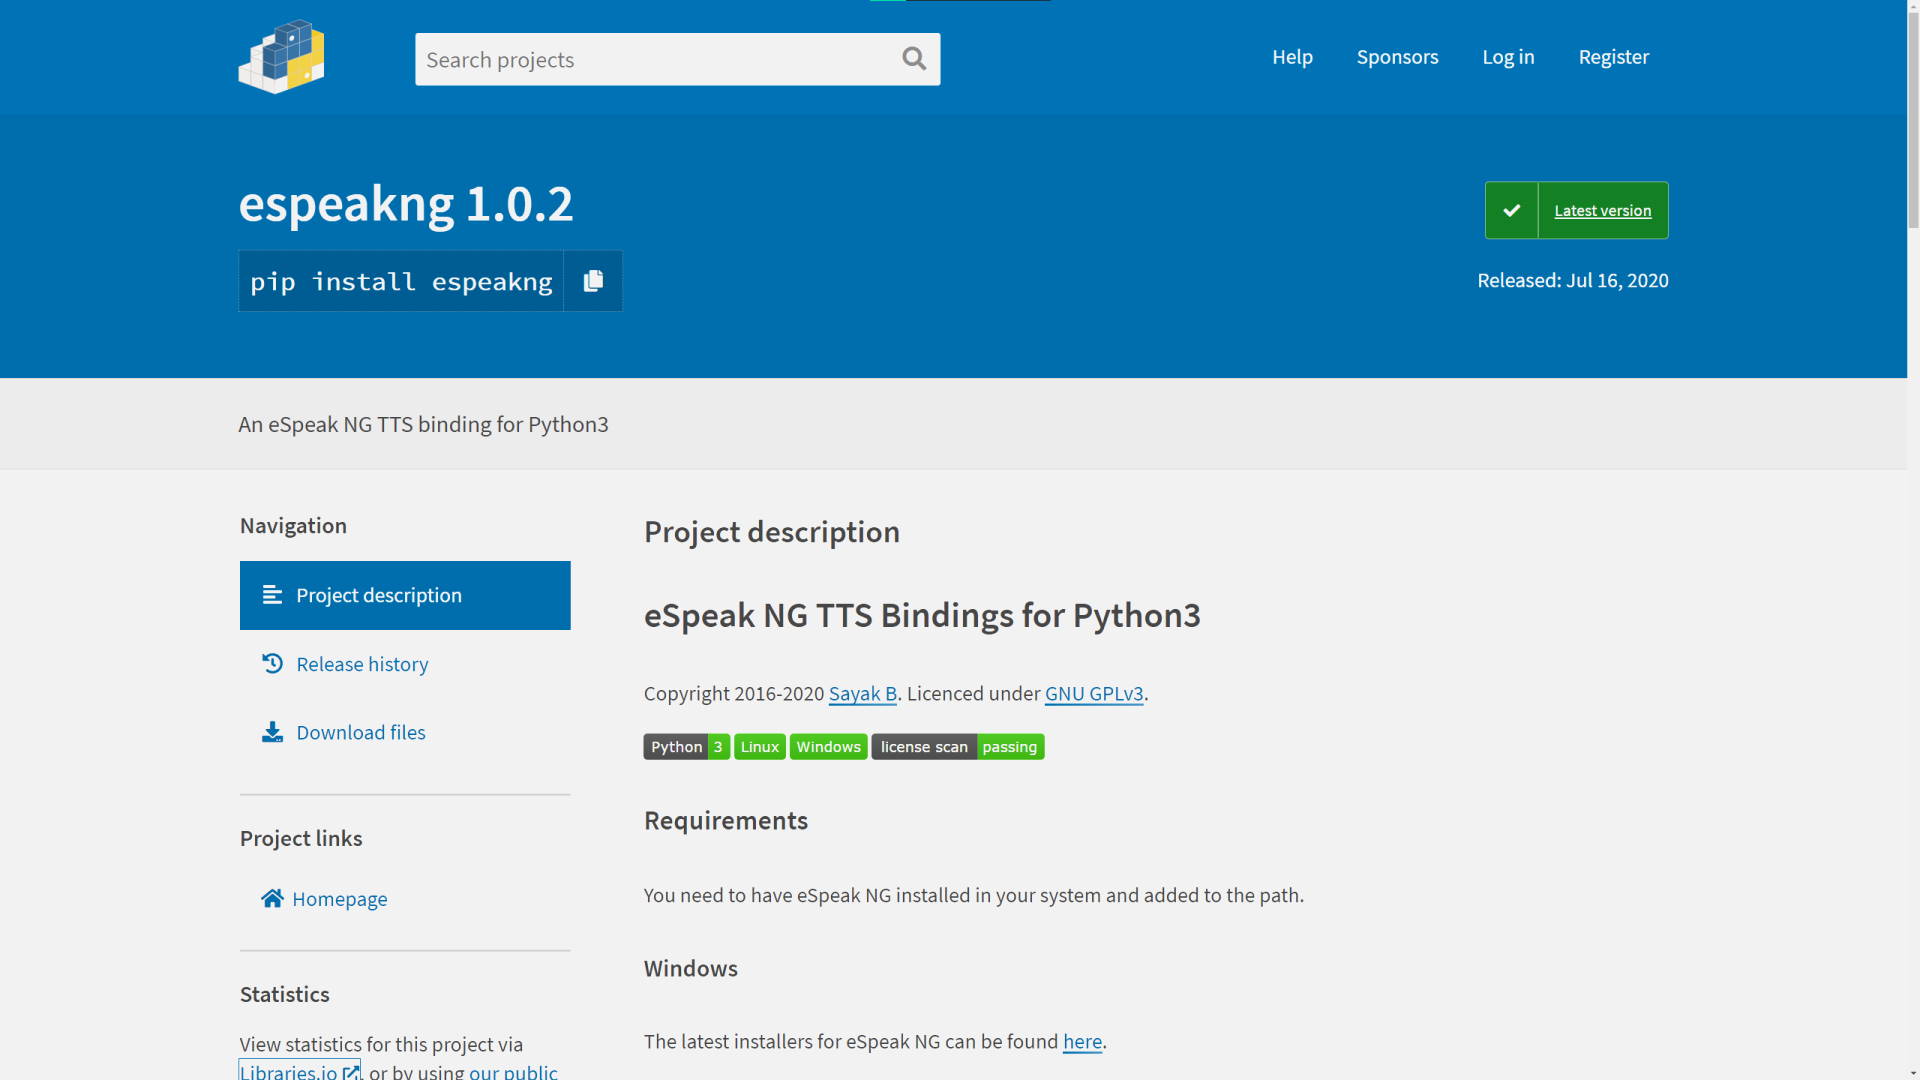 Search projects
Help
Sponsors
Log in
Register
espeakng 1.0.2
pip install espeakng
Latest version
Released: Jul 16, 2020
An eSpeak NG TTS binding for Python3
Navigation
Project description
Release history
Download files
Project links
Homepage
Statistics
View statistics for this project via
Libraries.io, or by using our public
Project description
eSpeak NG TTS Bindings for Python3
Copyright 2016-2020 Sayak B. Licenced under GNU GPLv3.
Python 3 Linux Windows license scan passing
Requirements
You need to have eSpeak NG installed in your system and added to the path.
Windows
The latest installers for eSpeak NG can be found here.